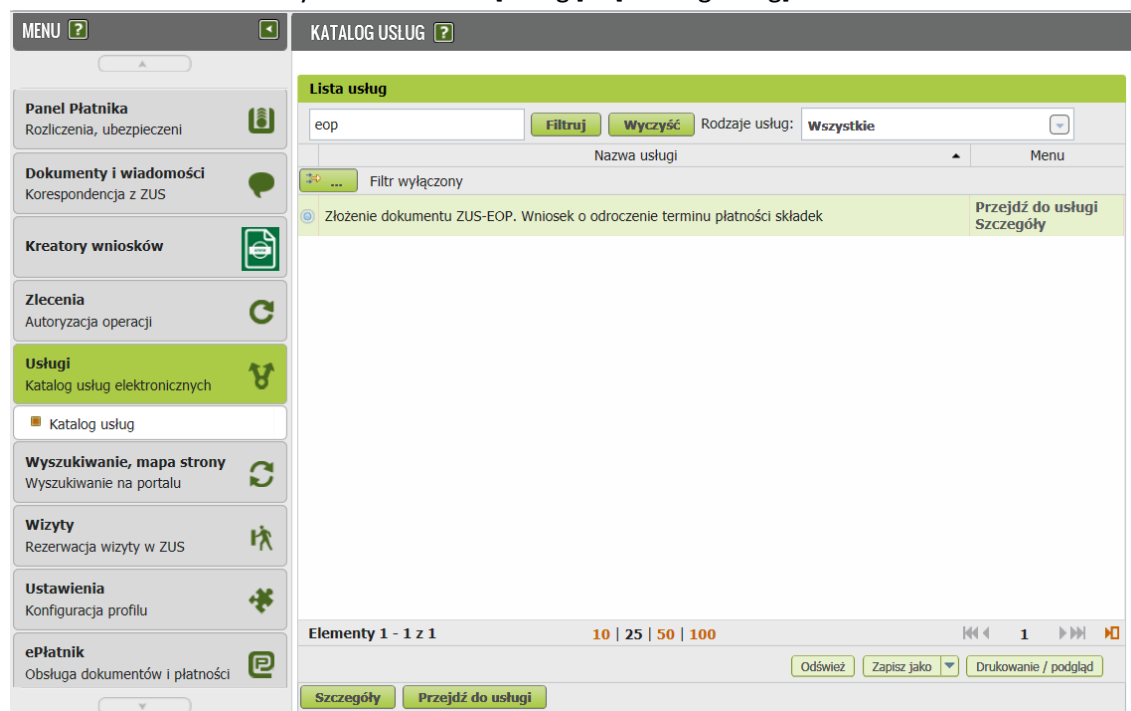 MENU ?
KATALOG USLUG ?
Panel Płatnika
Rozliczenia, ubezpieczeni
Dokumenty i wiadomości
Korespondencja z ZUS
Kreatory wniosków
Zlecenia
Autoryzacja operacji
Usługi
Katalog usług elektronicznych
Katalog usług
Wyszukiwanie, mapa strony
Wyszukiwanie na portalu
Wizyty
Rezerwacja wizyty w ZUS
Ustawienia
Konfiguracja profilu
ePłatnik
Obsługa dokumentów i płatności
Lista usług
eop Filtruj Wyczyść Rodzaje usług: Wszystkie
Nazwa usługi Menu
... Filtr wyłączony
Złożenie dokumentu ZUS-EOP. Wniosek o odroczenie terminu płatności składek Przejdź do usługi
Szczegóły
Elementy 1 - 1 z 1 10 | 25 | 50 | 100 1
Odśwież Zapisz jako Drukowanie / podgląd
Szczegóły Przejdź do usługi